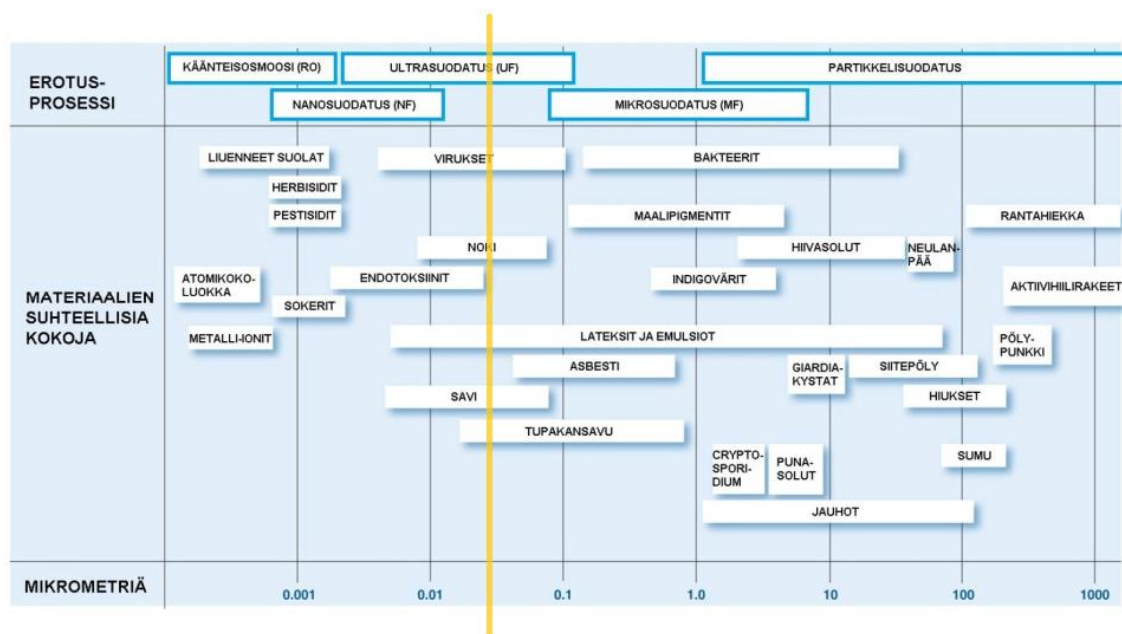 EROTUS-
PROSESSI
KÄÄNTEISOSMOOSI (RO)
ULTRASUODATUS (UF)
PARTIKKELISUODATUS
NANOSUODATUS (NF)
MIKROSUODATUS (MF)
MATERIAALIEN
SUHTEELLISIA
KOKOJA
LIUENNEET SUOLAT
VIRUKSET
BAKTEERIT
HERBISIDIT
PESTISIDIT
MAALIPIGMENTIT
RANTAHIEKKA
NOKI
HIIVASOLUT
NEULAN-
PÄÄ
ATOMIKOKO-
LUOKKA
ENDOTOKSIINIT
INDIGOVÄRIT
AKTIIVIHIILIRAKEET
SOKERIT
METALLI-IONIT
LATEKSIT JA EMULSIOT
PÖLY-
PUNKKI
ASBESTI
GIARDIA-
KYSTAT
SIITEPÖLY
SAVI
HIUKSET
TUPAKANSAVU
CRYPTO-
SPORI-
DIUM
PUNA-
SOLUT
SUMU
JAUHOT
MIKROMETRIÄ
0.001
0.01
0.1
1.0
10
100
1000